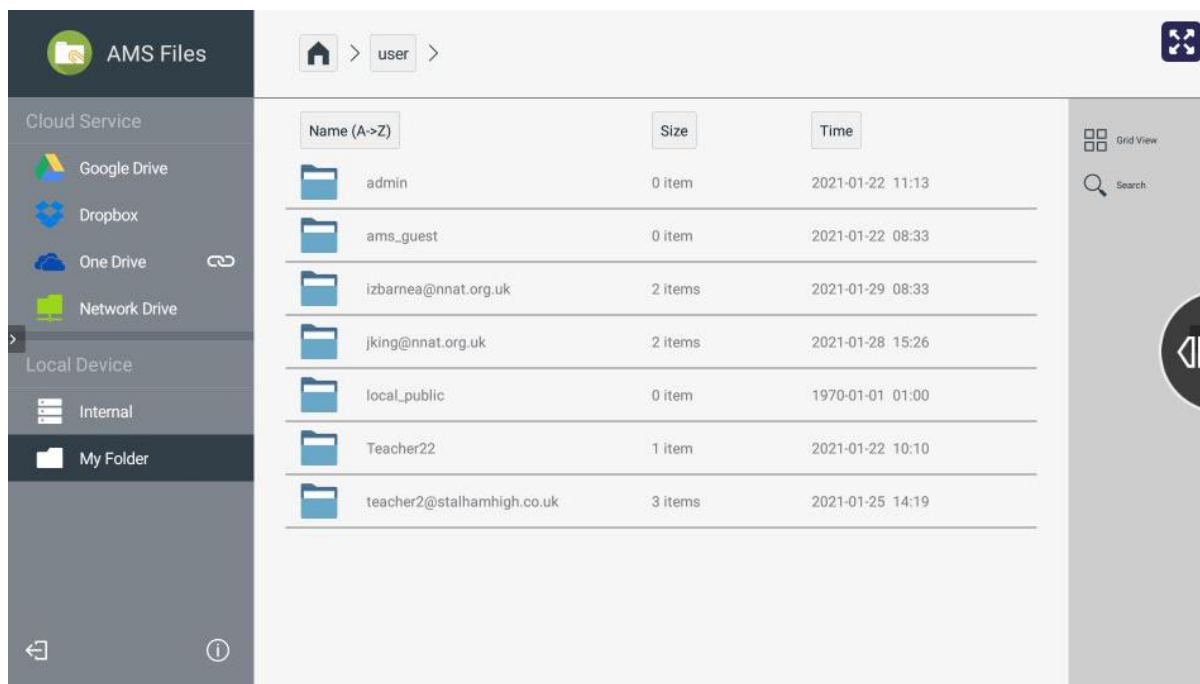 AMS Files
user
Cloud Service
Google Drive
Dropbox
One Drive
Network Drive
Local Device
Internal
My Folder
Name (A->Z) Size Time
admin 0 item 2021-01-22 11:13
ams_guest 0 item 2021-01-22 08:33
izbarnea@nnat.org.uk 2 items 2021-01-29 08:33
jking@nnat.org.uk 2 items 2021-01-28 15:26
local_public 0 item 1970-01-01 01:00
Teacher22 1 item 2021-01-22 10:10
teacher2@stalhamhigh.co.uk 3 items 2021-01-25 14:19
Grid View
Search